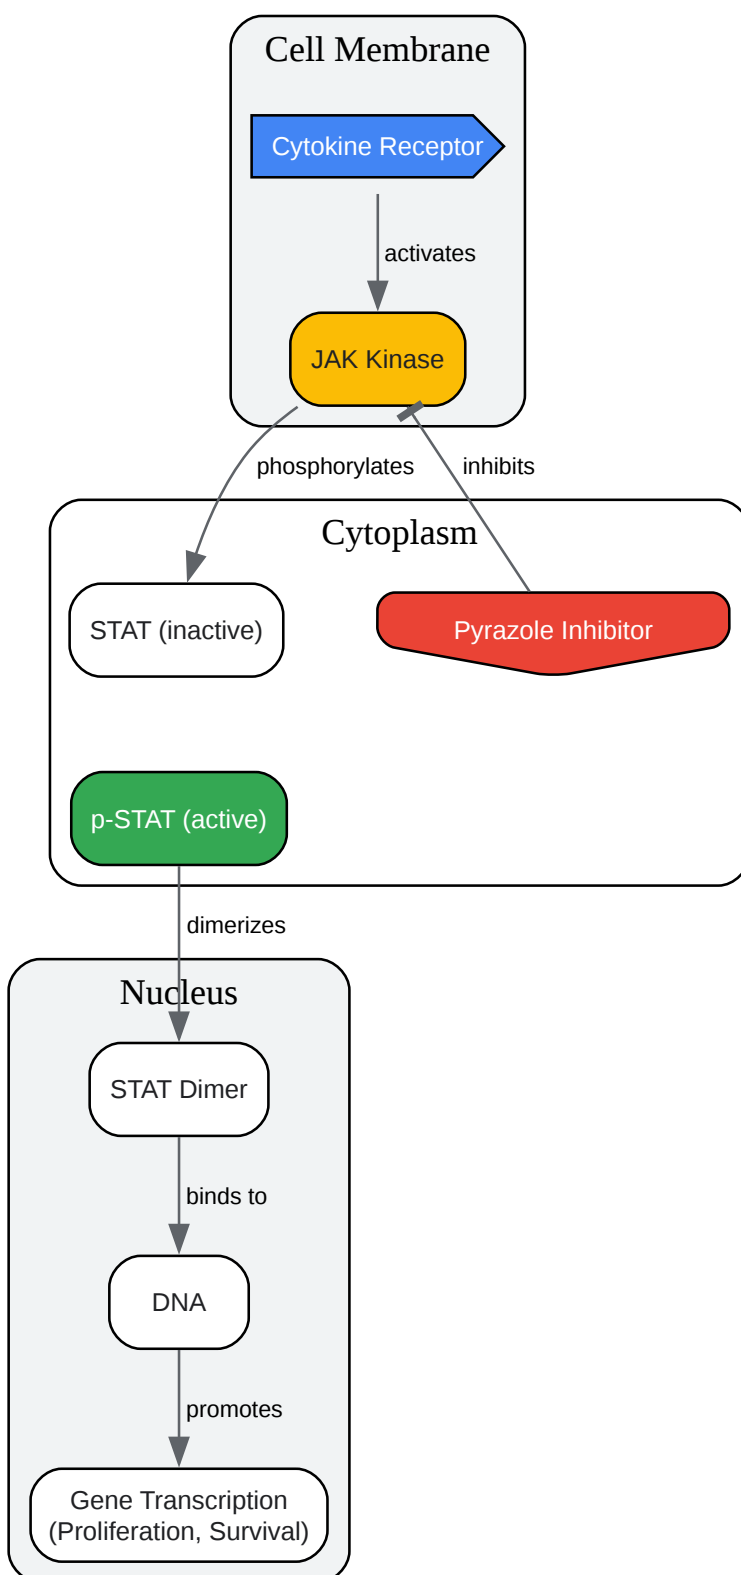 Cell Membrane
Cytokine Receptor
activates
JAK Kinase
phosphorylates
inhibits
Cytoplasm
STAT (inactive)
Pyrazole Inhibitor
p-STAT (active)
dimerizes
Nucleus
STAT Dimer
binds to
DNA
promotes
Gene Transcription
(Proliferation, Survival)